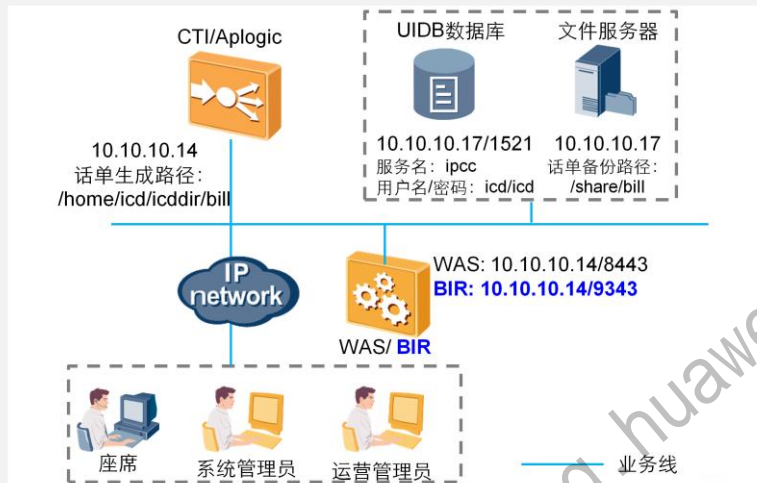 CTI/Aplogic
10.10.10.14
话单生成路径:
/home/icd/icddir/bill
UIDB数据库
10.10.10.17/1521
服务名: ipcc
用户名/密码: icd/icd
文件服务器
10.10.10.17
话单备份路径:
/share/bill
IP
network
WAS: 10.10.10.14/8443
BIR: 10.10.10.14/9343
WAS/ BIR
座席
系统管理员
运营管理员
业务线
g. huawe